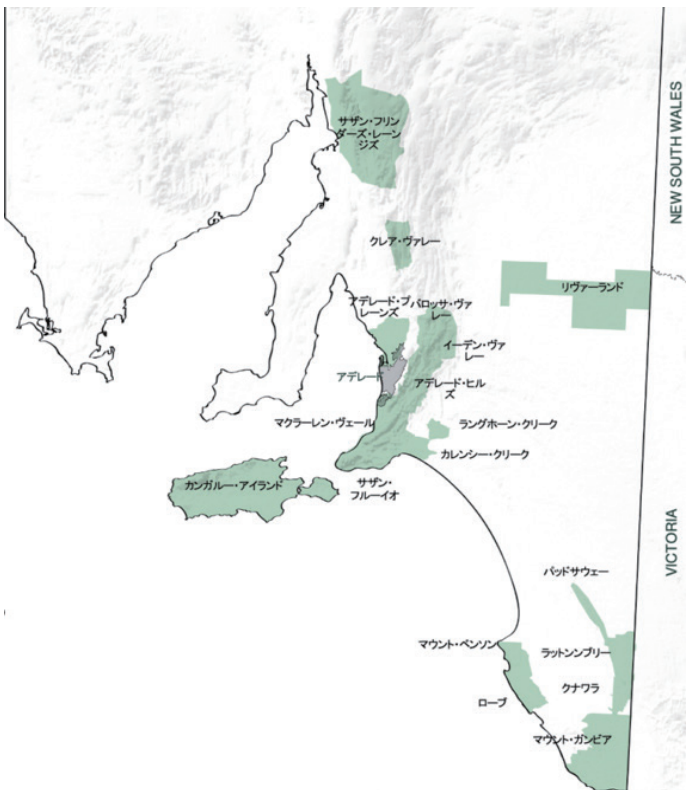 サザン・フリン
ダーズ・レーン
ジズ
NEW SOUTH WALES
クレア・ヴァレー
リヴァーランド
アデレード・プ
レーンズ
バロッサ・ヴァ
レー
イーデン・ヴァ
レー
アデレード
アデレード・ヒル
ズ
マクラーレン・ヴェール
ラングホーン・クリーク
カレンシー・クリーク
カンガルー・アイランド
サザン・
フルーイオ
VICTORIA
パッドサウェー
マウント・ベンソン
ラットンンブリー
クナワラ
ローブ
マウント・ガンビア